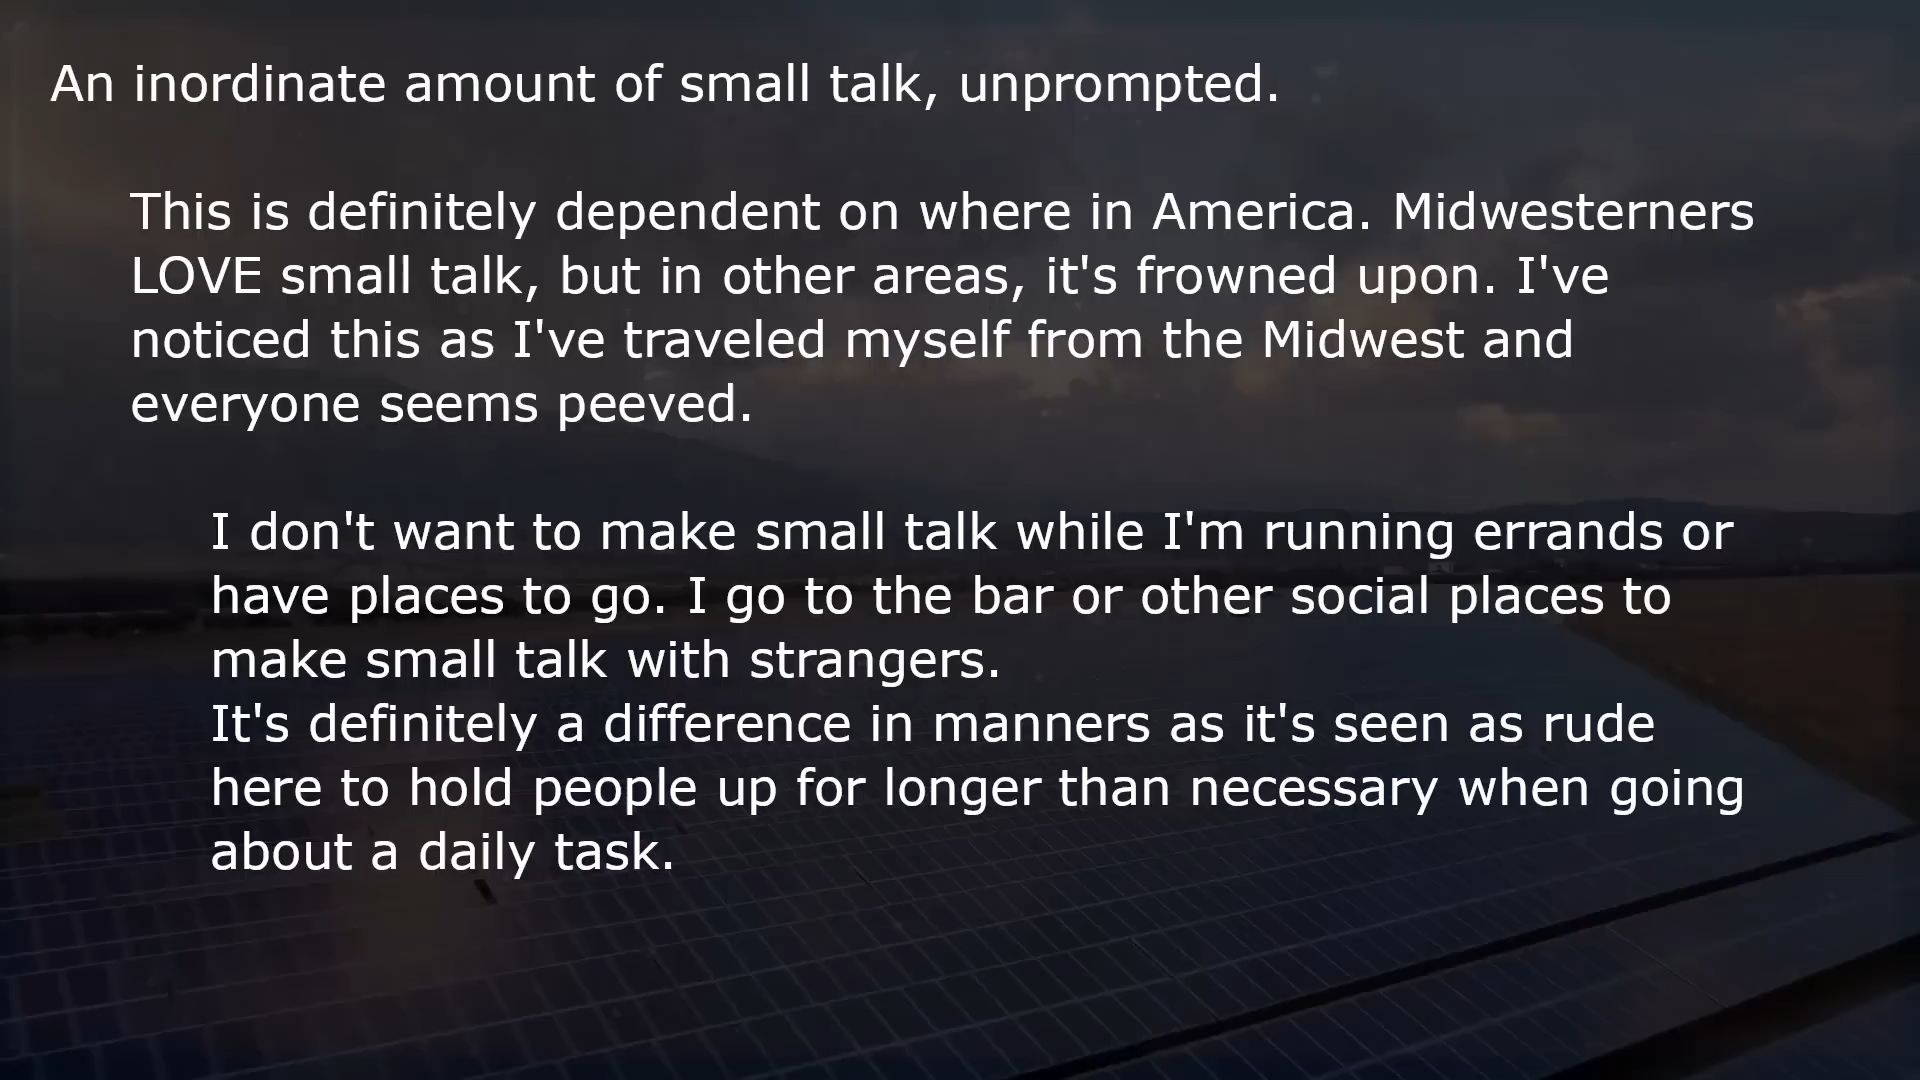 An inordinate amount of small talk, unprompted.
This is definitely dependent on where in America. Midwesterners
LOVE small talk, but in other areas, it's frowned upon. I've
noticed this as I've traveled myself from the Midwest and
everyone seems peeved.
I don't want to make small talk while I'm running errands or
have places to go. I go to the bar or other social places to
make small talk with strangers.
It's definitely a difference in manners as it's seen as rude
here to hold people up for longer than necessary when going
about a daily task.